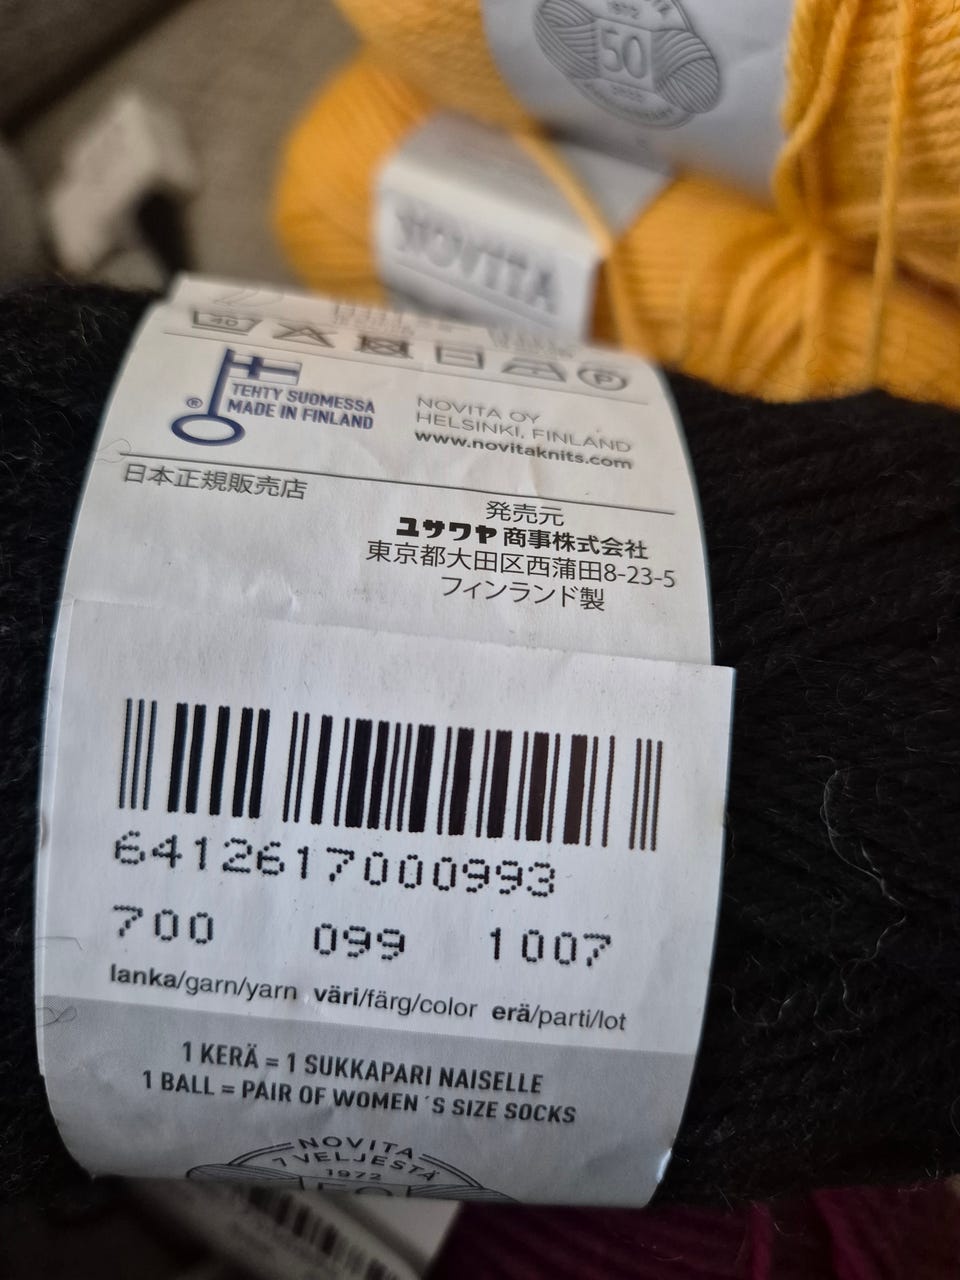 1972
50
NOVITA
40
P
®
TEHTY SUOMESSA
MADE IN FINLAND
NOVITA OY
HELSINKI, FINLAND
www.novitaknits.com
日本正規販売店
発売元
ユザワヤ 商事株式会社
東京都大田区西蒲田8-23-5
フィンランド製
6412617000993
700 099 1007
lanka/garn/yarn väri/färg/color erä/parti/lot
1 KERÄ = 1 SUKKAPARI NAISELLE
1 BALL = PAIR OF WOMEN´S SIZE SOCKS
NOVITA
7 VELJESTÄ
1972